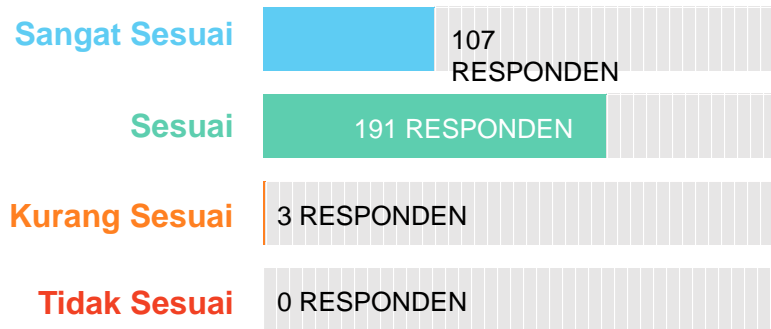 Sangat Sesuai
107
RESPONDEN
Sesuai
191 RESPONDEN
Kurang Sesuai
3 RESPONDEN
Tidak Sesuai
0 RESPONDEN